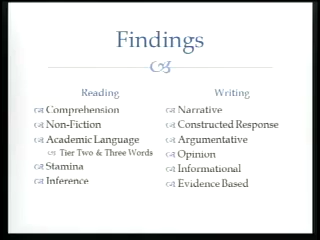 Findings
Reading
Comprehension
Non-Fiction
Academic Language
Tier Two & Three Words
Stamina
Inference
Writing
Narrative
Constructed Response
Argumentative
Opinion
Informational
Evidence Based